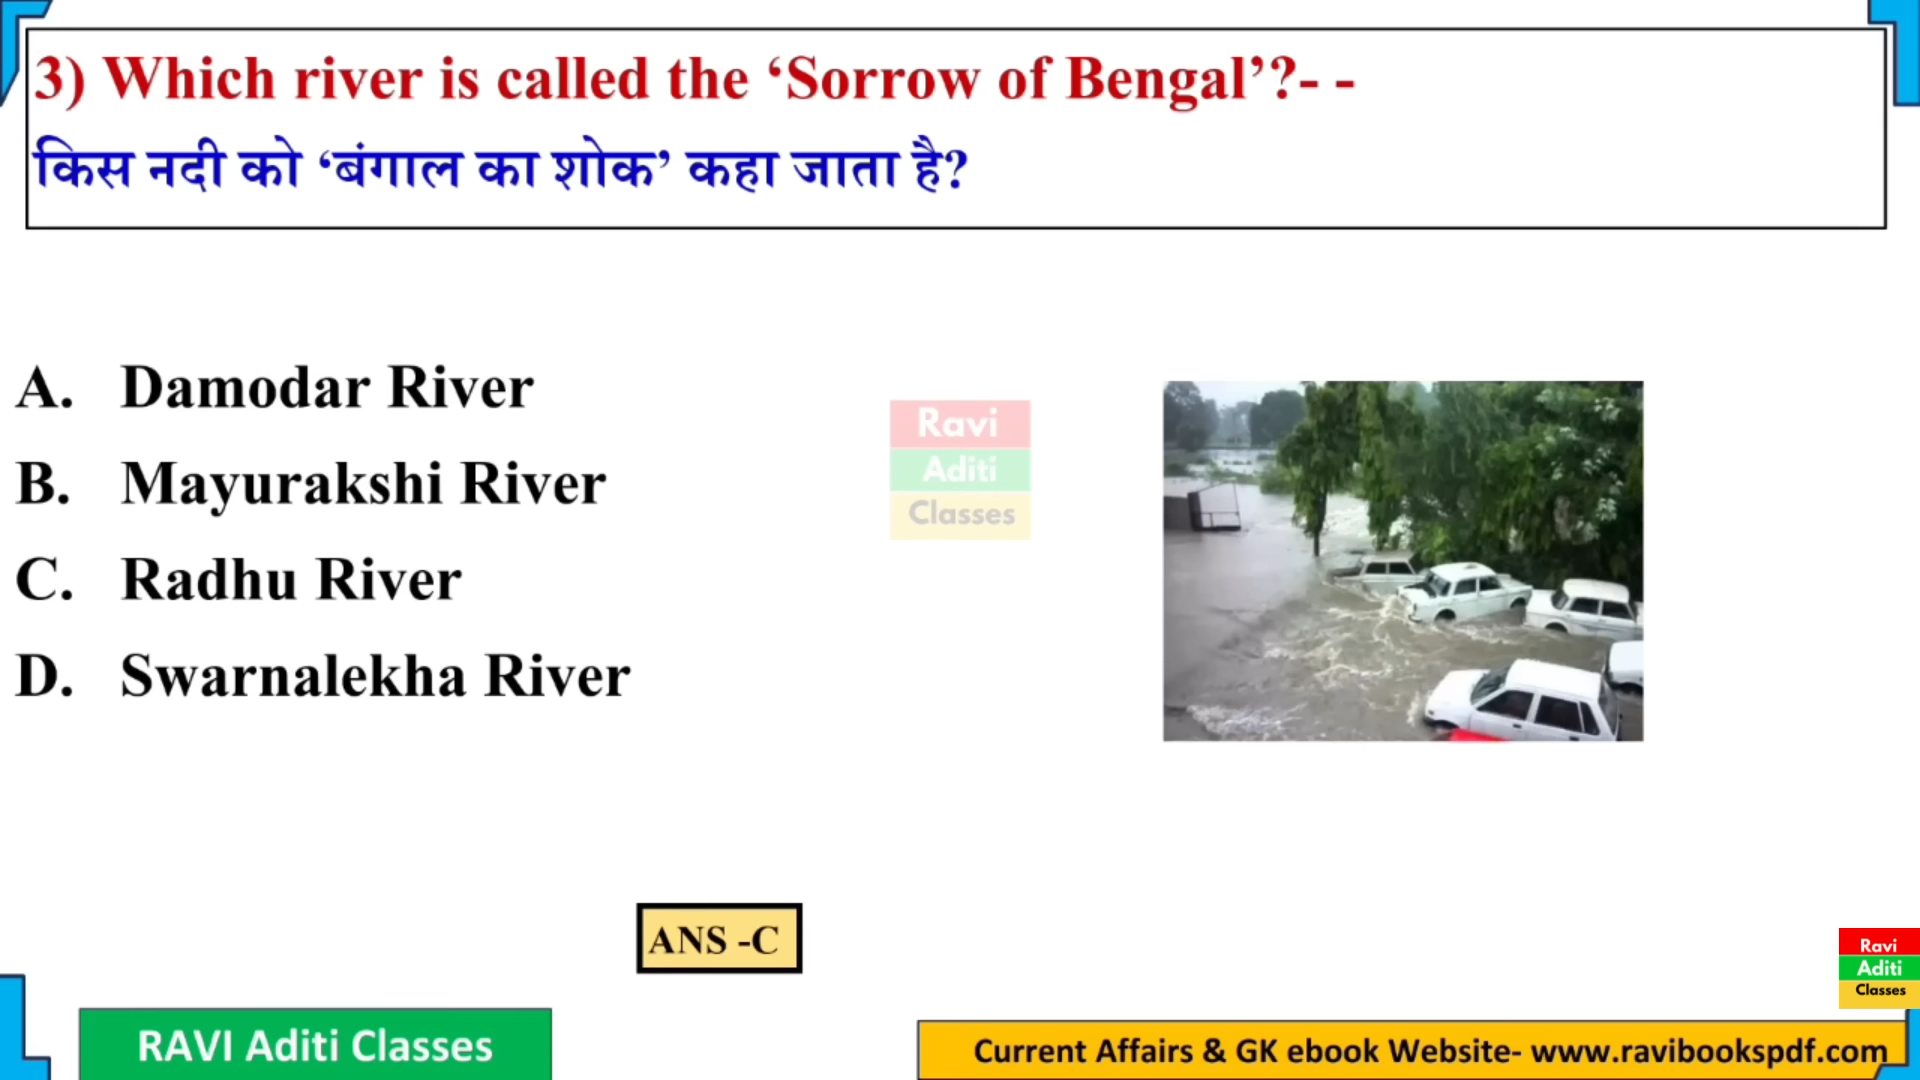 3) Which river is called the ‘Sorrow of Bengal’?- -
किस नदी को ‘बंगाल का शोक’ कहा जाता है?
A. Damodar River
B. Mayurakshi River
C. Radhu River
D. Swarnalekha River
Ravi
Aditi
Classes
ANS -C
Ravi
Aditi
Classes
RAVI Aditi Classes
Current Affairs & GK ebook Website- www.ravibookspdf.com